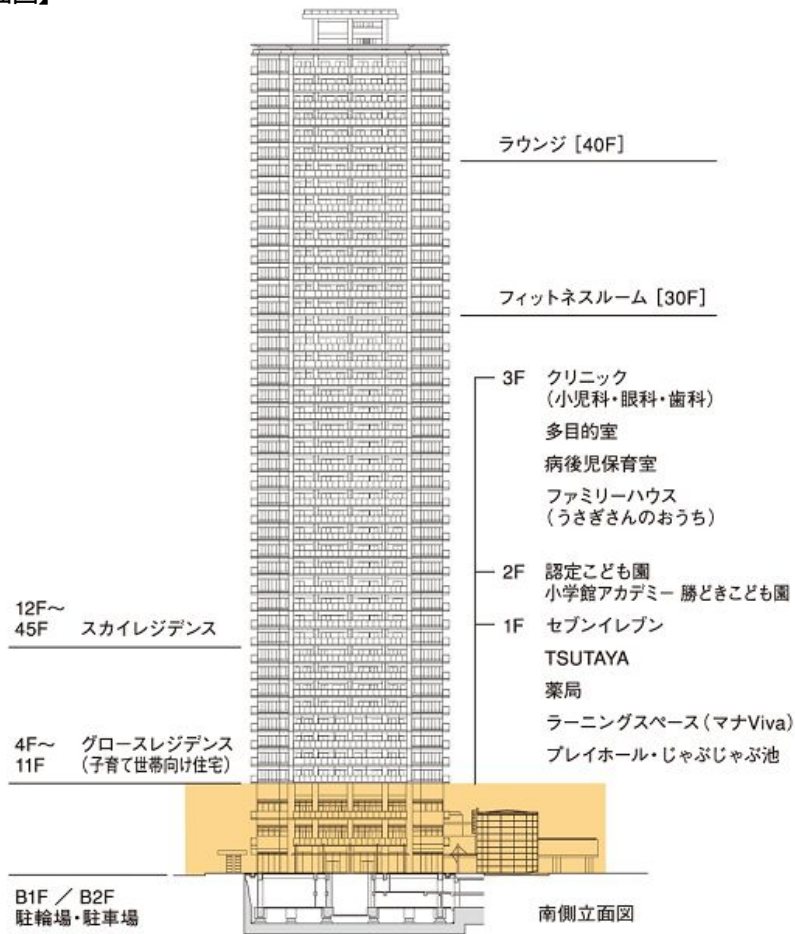 ラウンジ [40F]
フィットネスルーム [30F]
3F クリニック
(小児科・眼科・歯科)
多目的室
病後児保育室
ファミリーハウス
(うさぎさんのおうち)
2F 認定こども園
小学館アカデミー 勝どきこども園
1F セブンイレブン
TSUTAYA
薬局
ラーニングスペース(マナViva)
プレイホール・じゃぶじゃぶ池
12F～
45F スカイレジデンス
4F～ グロースレジデンス
11F (子育て世帯向け住宅)
B1F ／ B2F
駐輪場・駐車場
南側立面図